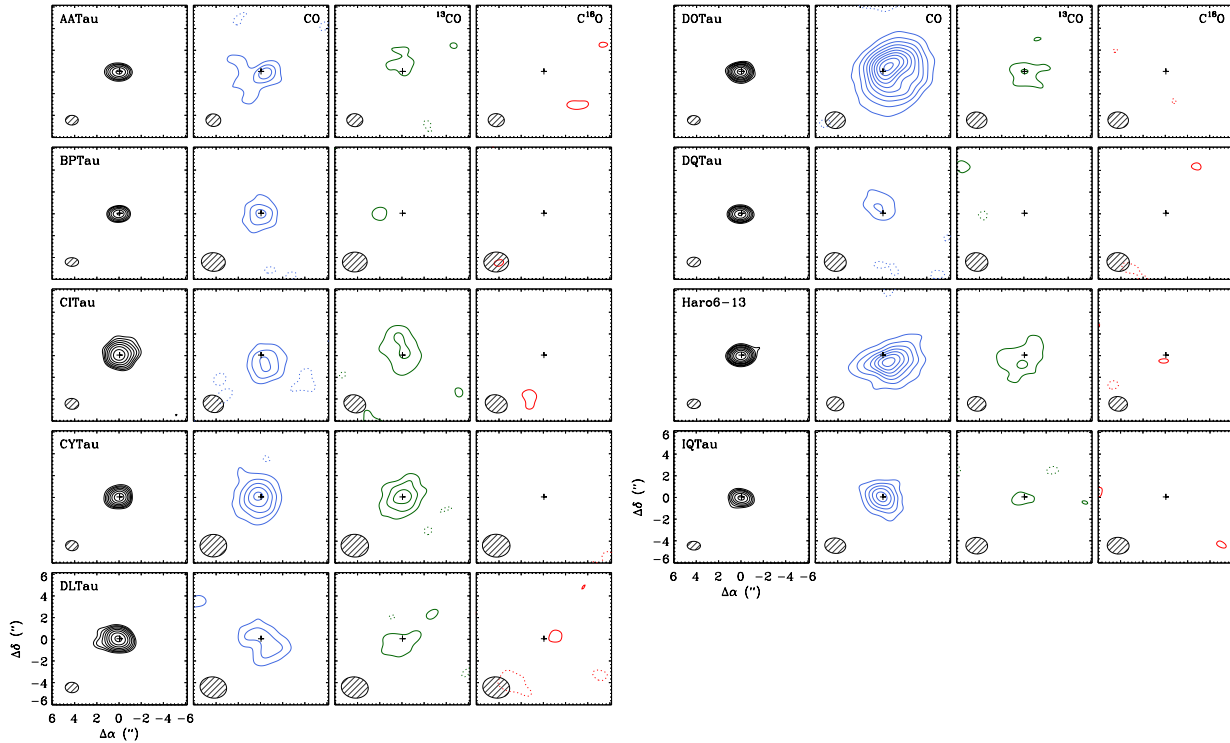 AATau CO ¹³CO C¹⁸O
BPTau
CITau
CYTau
DLTau
6
4
2
0
-2
-4
-6
Δδ (")
6 4 2 0 -2 -4 -6
Δα (")
DOTau CO ¹³CO C¹⁸O
DQTau
Haro6-13
IQTau
6
4
2
0
-2
-4
-6
Δδ (")
6 4 2 0 -2 -4 -6
Δα (")